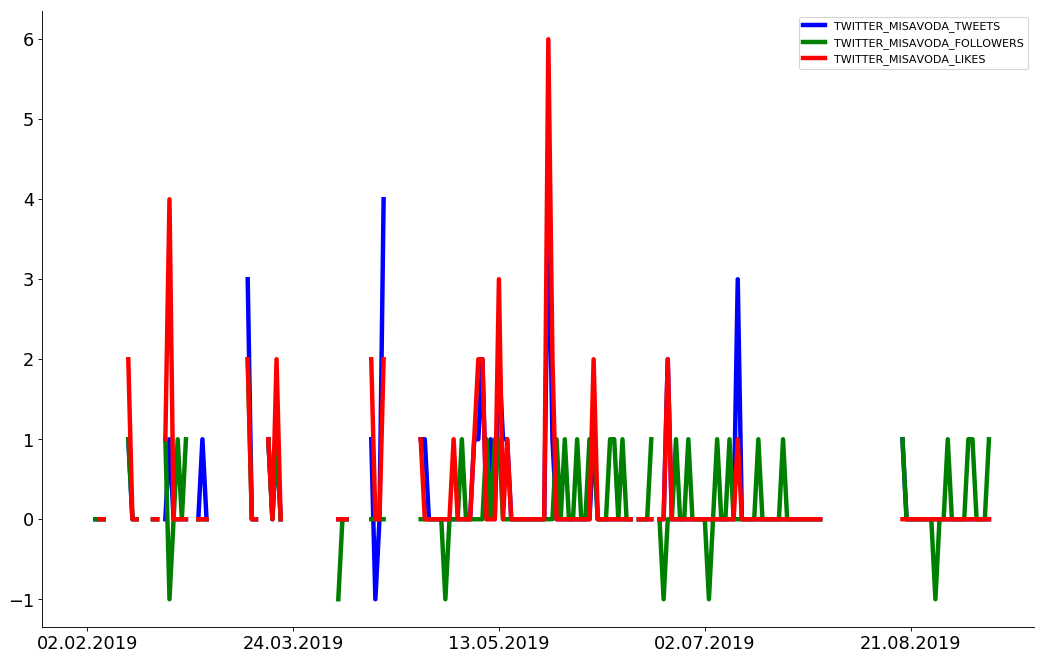 TWITTER_MISAVODA_TWEETS
TWITTER_MISAVODA_FOLLOWERS
TWITTER_MISAVODA_LIKES
6
5
4
3
2
1
0
−1
02.02.2019 24.03.2019 13.05.2019 02.07.2019 21.08.2019